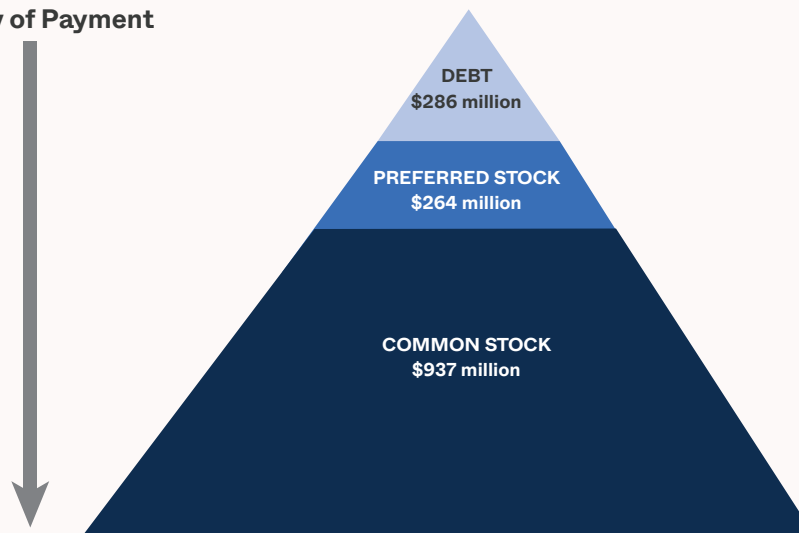 of Payment
DEBT
$286 million
PREFERRED STOCK
$264 million
COMMON STOCK
$937 million